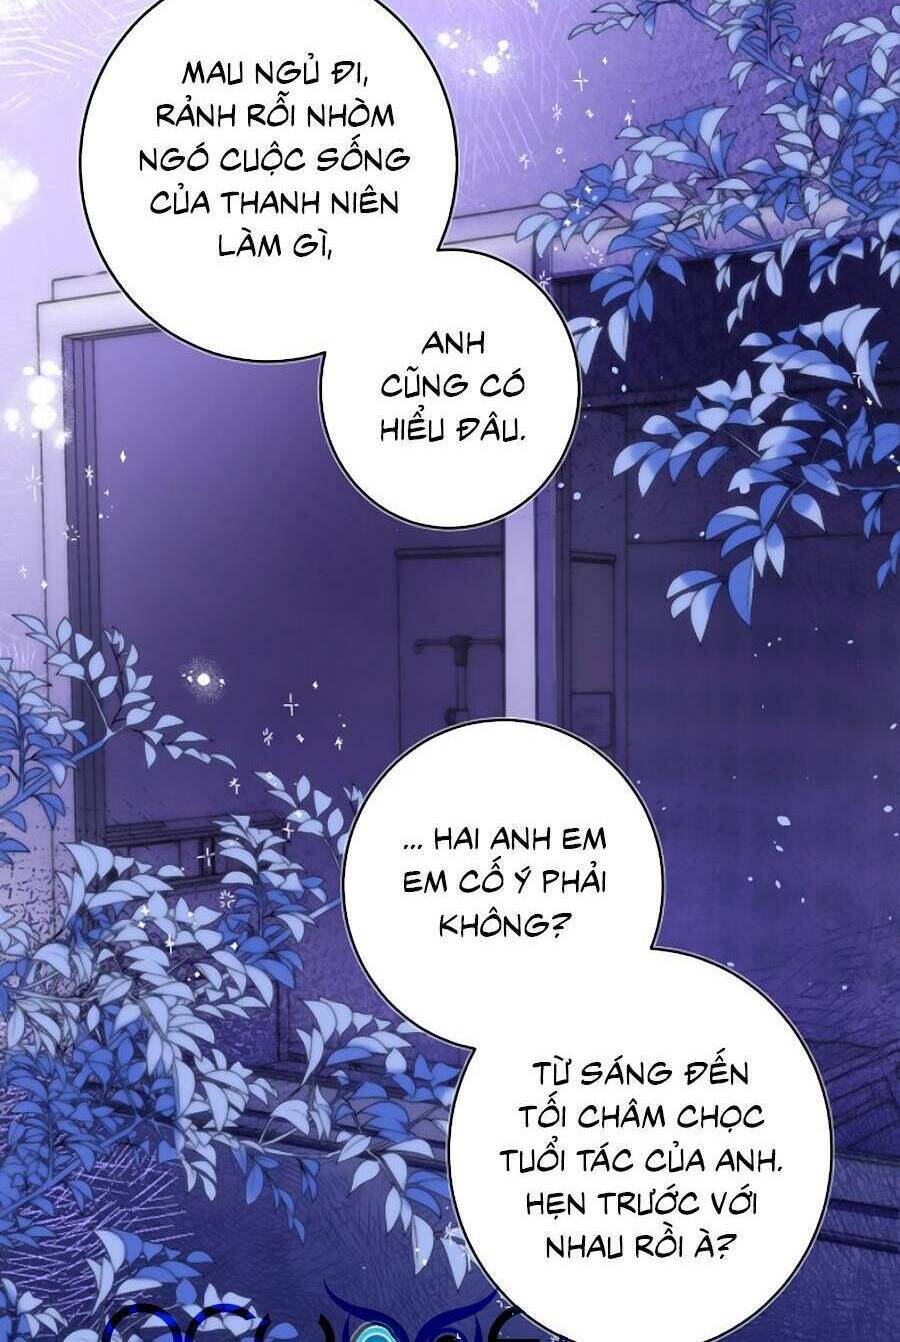 MAU NGỦ ĐI,
RẢNH RỖI NHÒM
NGÓ CUỘC SỐNG
CỦA THANH NIÊN
LÀM GÌ,
ANH
CŨNG CÓ
HIỂU ĐÂU.
... HAI ANH EM
EM CỐ Ý PHẢI
KHÔNG?
TỪ SÁNG ĐẾN
TỐI CHÂM CHỌC
TUỔI TÁC CỦA ANH.
HẸN TRƯỚC VỚI
NHAU RỒI À?